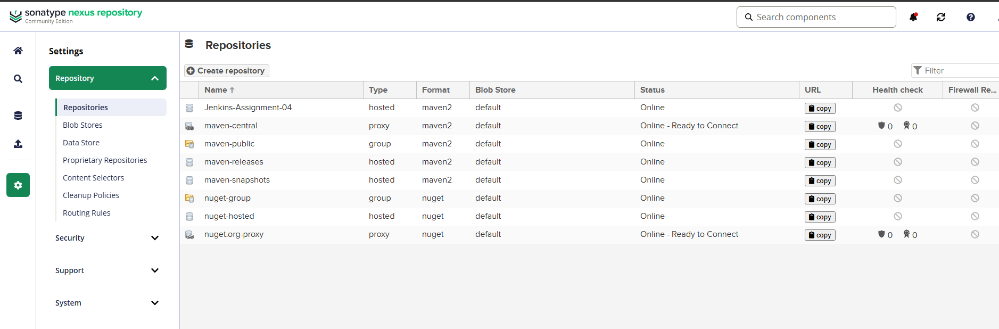 sonatype nexus repository
Community Edition
Search components
Settings
Repository
Repositories
Blob Stores
Data Store
Proprietary Repositories
Content Selectors
Cleanup Policies
Routing Rules
Security
Support
System
Repositories
Create repository
Filter
Name Type Format Blob Store Status URL Health check Firewall Re...
Jenkins-Assignment-04 hosted maven2 default Online copy
maven-central proxy maven2 default Online - Ready to Connect copy 0 0
maven-public group maven2 default Online copy
maven-releases hosted maven2 default Online copy
maven-snapshots hosted maven2 default Online copy
nuget-group group nuget default Online copy
nuget-hosted hosted nuget default Online copy
nuget.org-proxy proxy nuget default Online - Ready to Connect copy 0 0